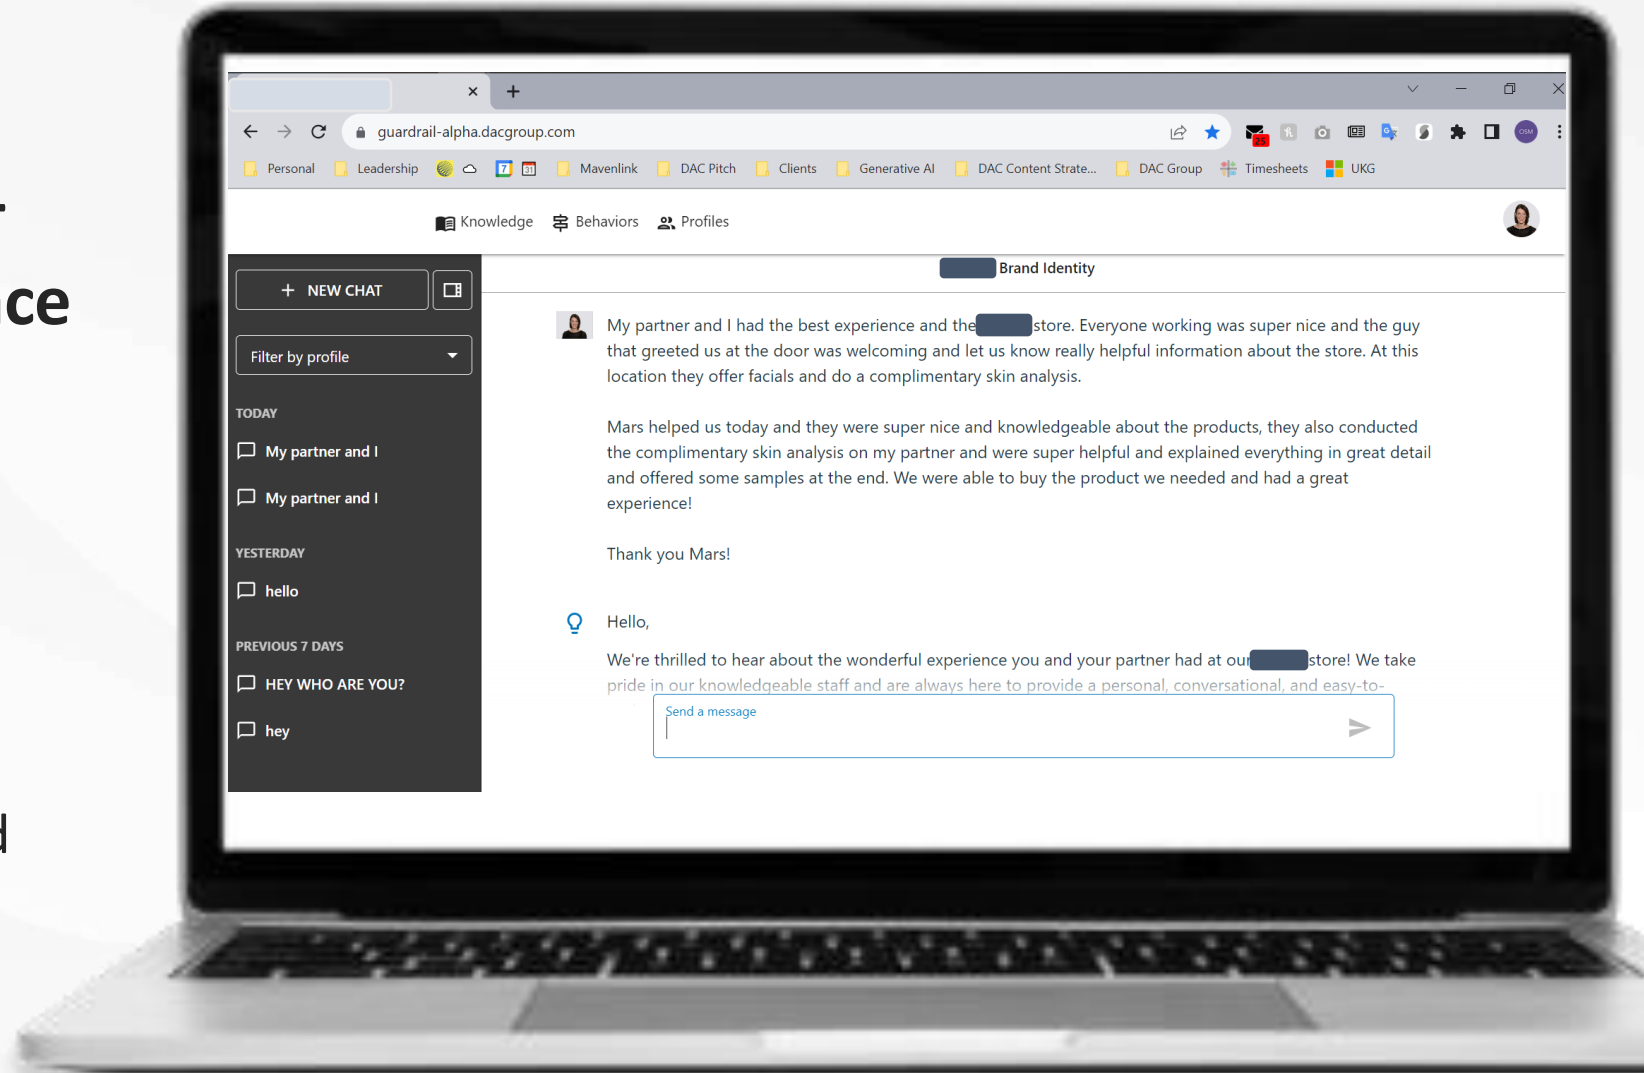 guardrail-alpha.dacgroup.com
25
OSM
Personal
Leadership
7
31
Mavenlink
DAC Pitch
Clients
Generative AI
DAC Content Strate...
DAC Group
Timesheets
UKG
Knowledge
Behaviors
Profiles
+ NEW CHAT
Filter by profile
TODAY
My partner and I
My partner and I
YESTERDAY
hello
PREVIOUS 7 DAYS
HEY WHO ARE YOU?
hey
Brand Identity
My partner and I had the best experience and the store. Everyone working was super nice and the guy
that greeted us at the door was welcoming and let us know really helpful information about the store. At this
location they offer facials and do a complimentary skin analysis.
Mars helped us today and they were super nice and knowledgeable about the products, they also conducted
the complimentary skin analysis on my partner and were super helpful and explained everything in great detail
and offered some samples at the end. We were able to buy the product we needed and had a great
experience!
Thank you Mars!
Hello,
We're thrilled to hear about the wonderful experience you and your partner had at our store! We take
pride in our knowledgeable staff and are always here to provide a personal, conversational, and easy-to-
Send a message